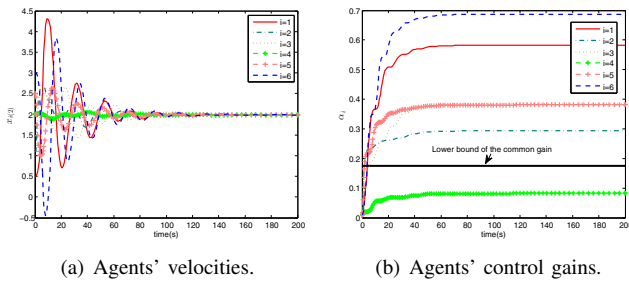 4.5
4
3.5
3
2.5
2
1.5
1
0.5
0
−0.5
x_{i(2)}
0 20 40 60 80 100 120 140 160 180 200
time(s)
i=1
i=2
i=3
i=4
i=5
i=6
(a) Agents' velocities.
0.7
0.6
0.5
0.4
0.3
0.2
0.1
0
α_i
0 20 40 60 80 100 120 140 160 180 200
time(s)
i=1
i=2
i=3
i=4
i=5
i=6
Lower bound of the common gain
(b) Agents' control gains.